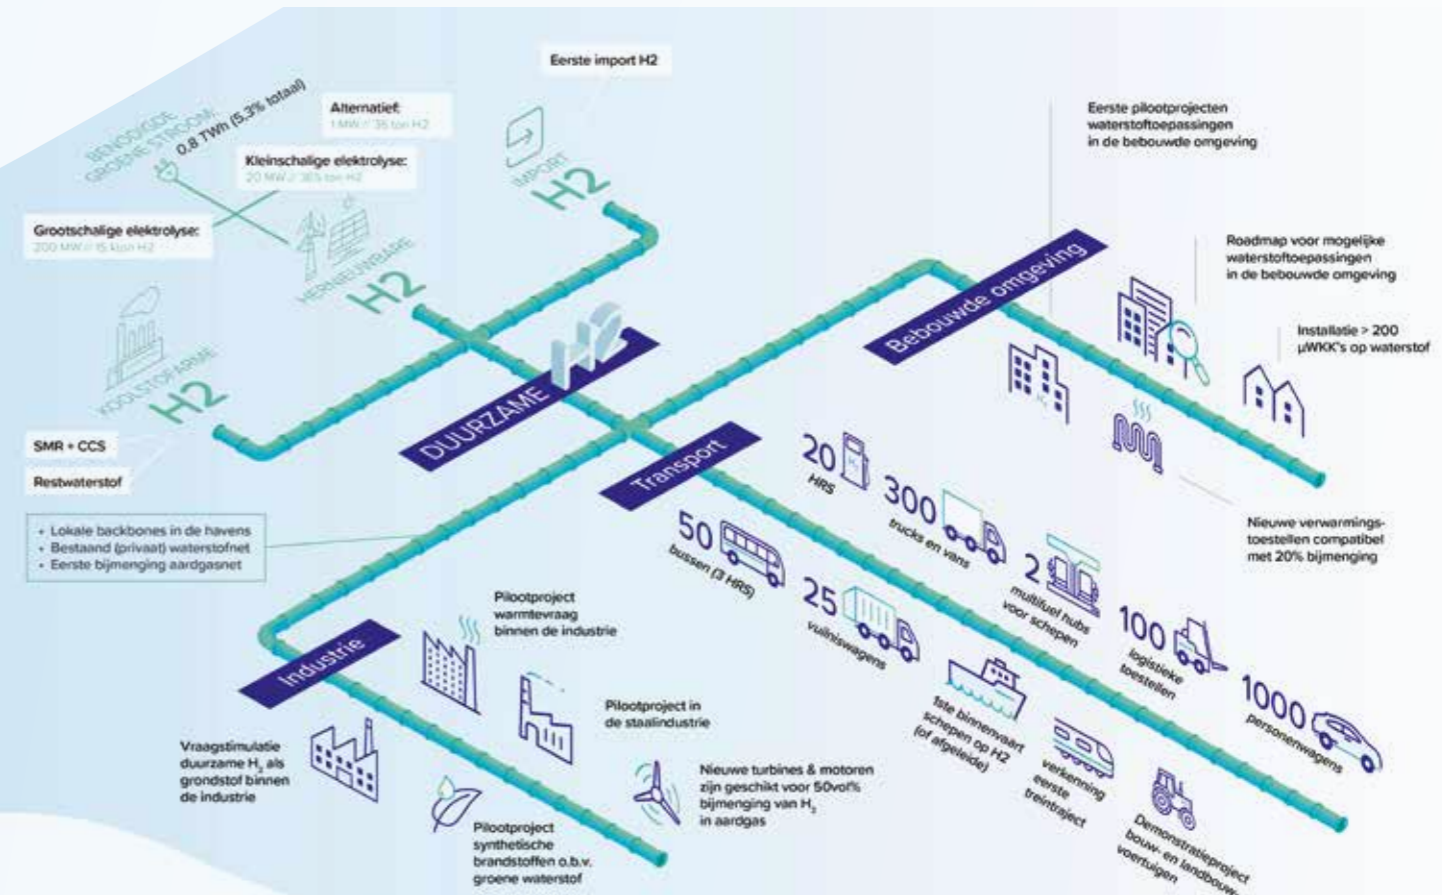 Eerste import H2
BENODIGDE
GROENE STROOM:
0.8 TWh (5,3% totaal)
Alternatief:
1 MW // 35 ton H2
Kleinschalige elektrolyse:
20 MW // 365 ton H2
Grootschalige elektrolyse:
200 MW // 15 kton H2
IMPORT
H2
HERNIEUWBARE
H2
KOOLSTOFARME
H2
SMR + CCS
Restwaterstof
DUURZAME H2
• Lokale backbones in de havens
• Bestaand (privaat) waterstofnet
• Eerste bijmenging aardgasnet
Bebouwde omgeving
Eerste pilootprojecten
waterstoftoepassingen
in de bebouwde omgeving
Roadmap voor mogelijke
waterstoftoepassingen
in de bebouwde omgeving
Installatie > 200
µWKK's op waterstof
Nieuwe verwarmings-
toestellen compatibel
met 20% bijmenging
Transport
20
HRS
300
trucks en vans
2
multifuel hubs
voor schepen
100
logistieke
toestellen
1000
personenwagens
50
bussen (3 HRS)
25
vuilniswagens
1ste binnenvaart
schepen op H2
(of afgeleide)
verkenning
eerste
treintraject
Demonstratieproject
bouw- en landbouw-
voertuigen
Industrie
Pilootproject
warmtevraag
binnen de industrie
Pilootproject in
de staalindustrie
Vraagstimulatie
duurzame H₂ als
grondstof binnen
de industrie
Pilootproject
synthetische
brandstoffen o.b.v.
groene waterstof
Nieuwe turbines & motoren
zijn geschikt voor 50vol%
bijmenging van H₂
in aardgas